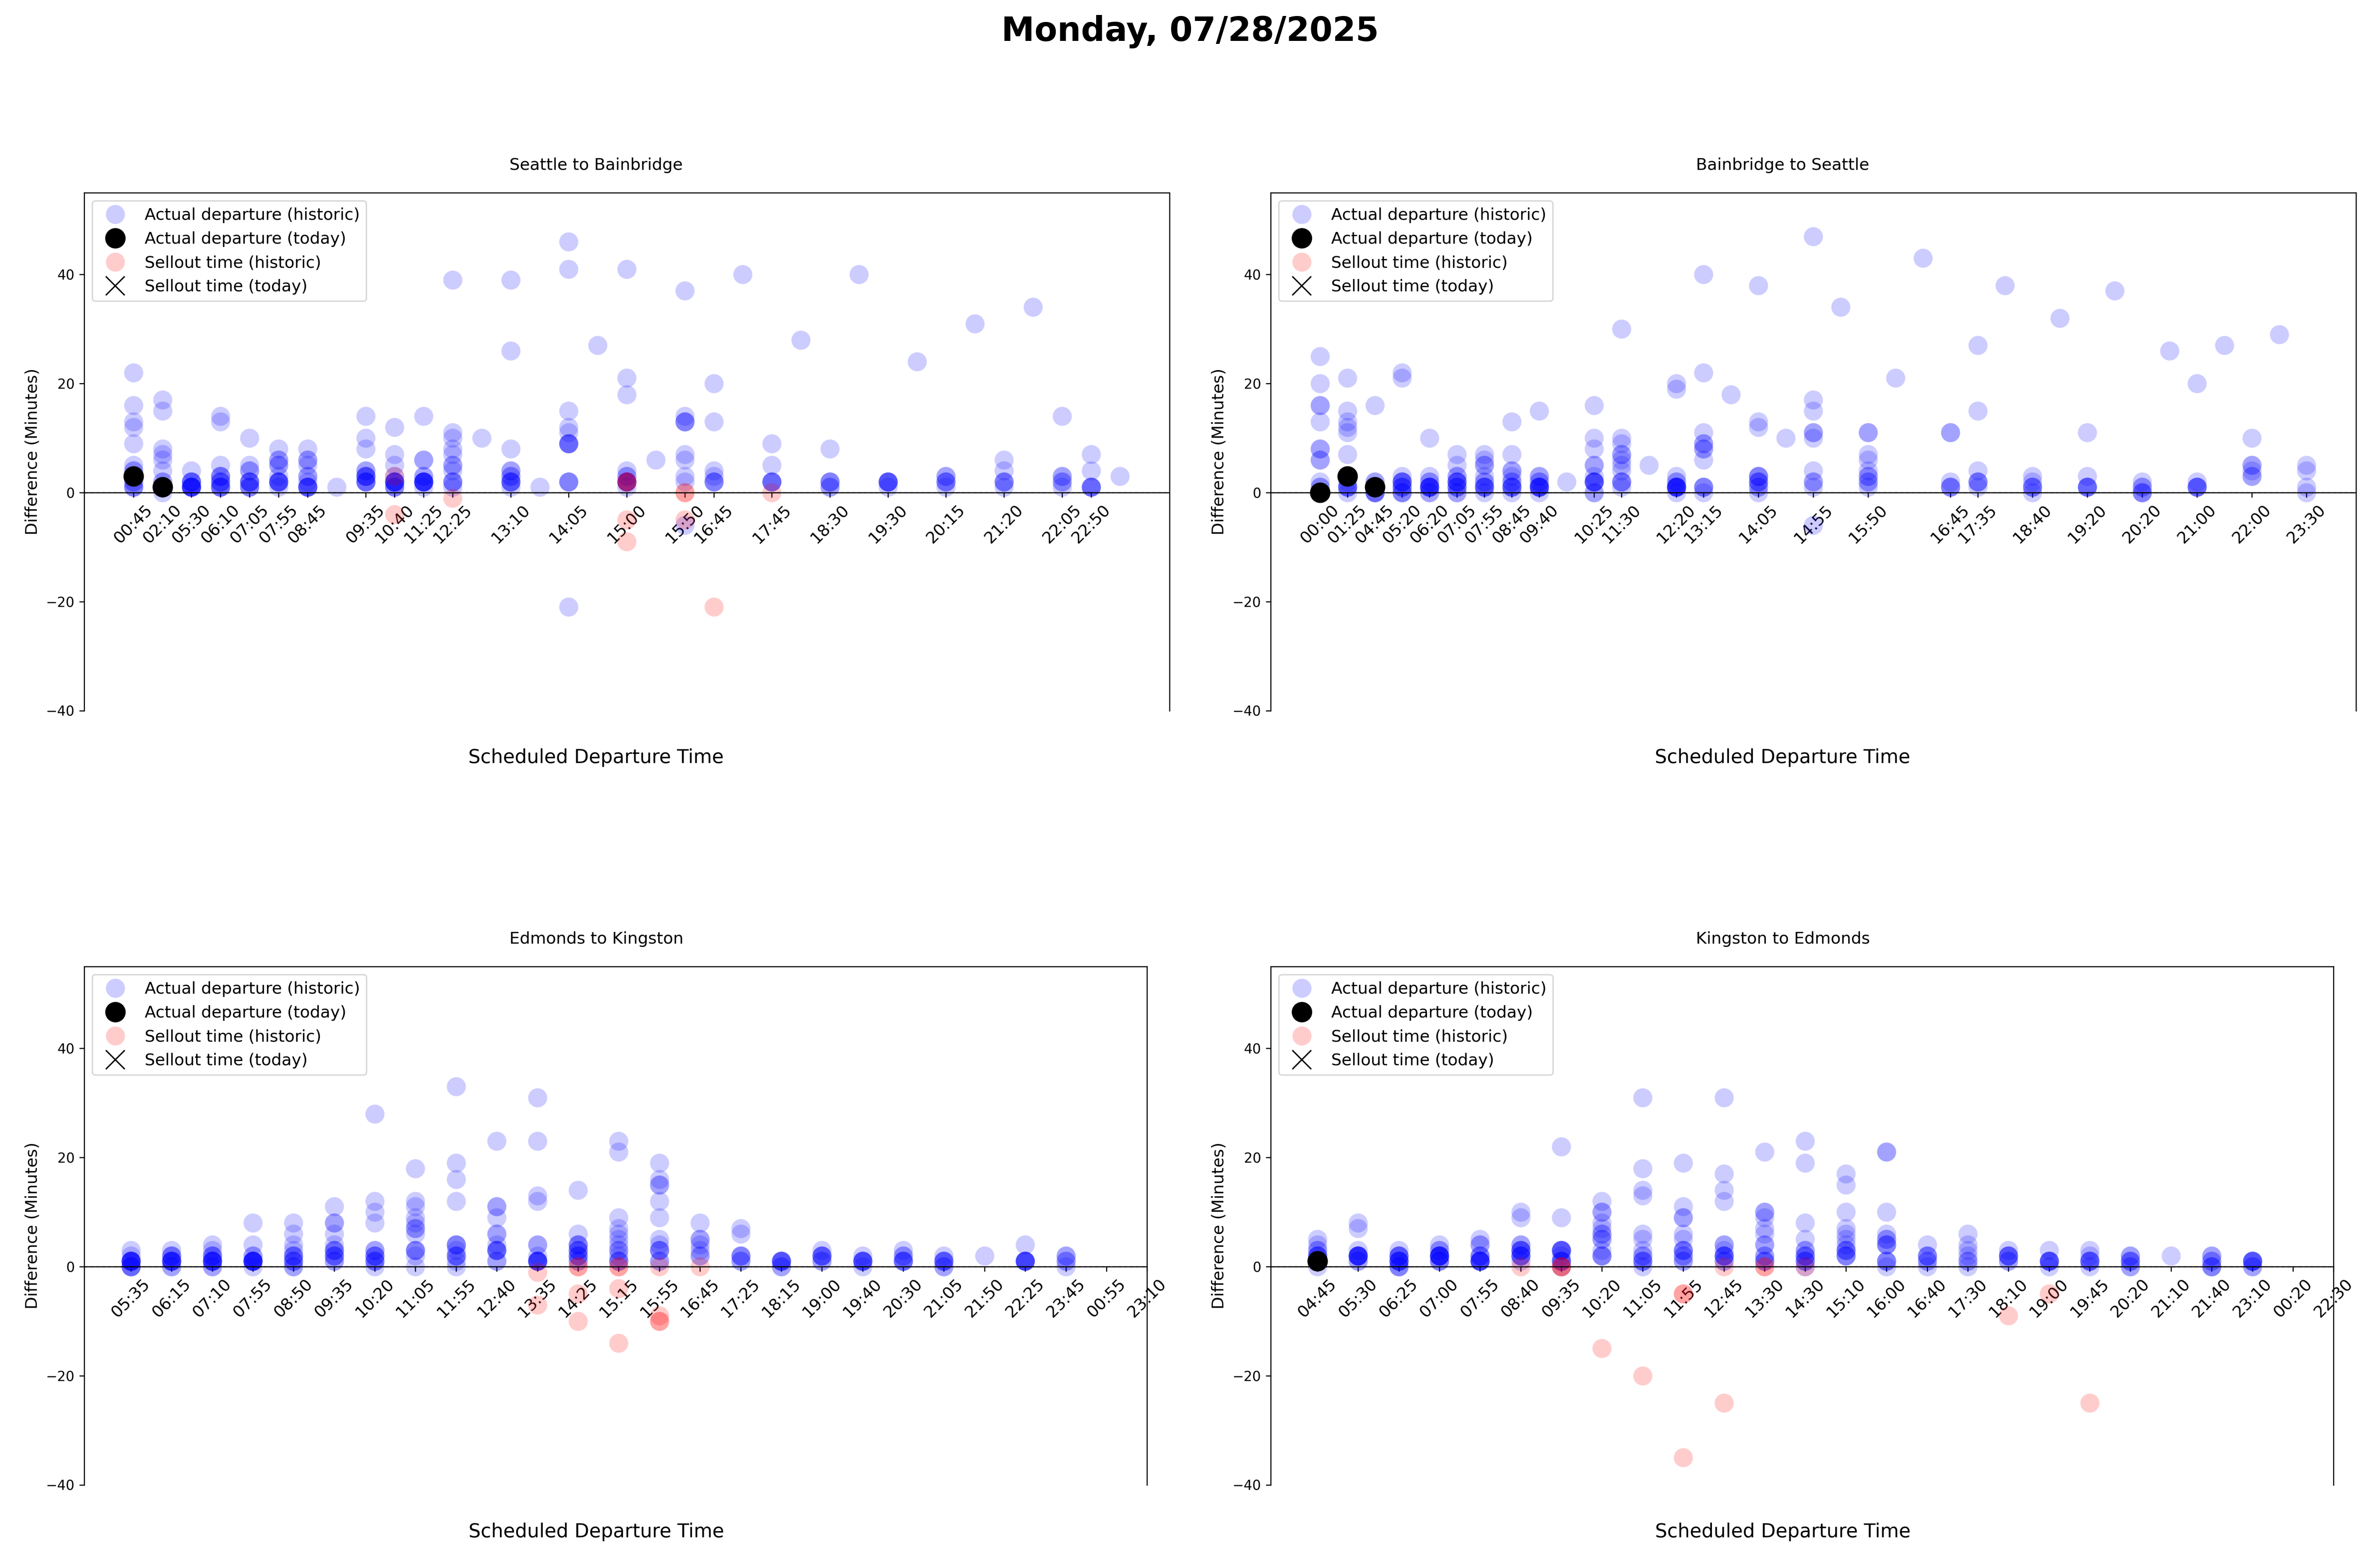 Monday, 07/28/2025
Seattle to Bainbridge
Actual departure (historic)
Actual departure (today)
Sellout time (historic)
Sellout time (today)
Difference (Minutes)
40
20
0
−20
−40
00:45 02:10 05:30 06:10 07:05 07:55 08:45 09:35 10:40 11:25 12:25 13:10 14:05 15:00 15:50 16:45 17:45 18:30 19:30 20:15 21:20 22:05 22:50
Scheduled Departure Time
Bainbridge to Seattle
Actual departure (historic)
Actual departure (today)
Sellout time (historic)
Sellout time (today)
Difference (Minutes)
40
20
0
−20
−40
00:00 01:25 04:45 05:20 06:20 07:05 07:55 08:45 09:40 10:25 11:30 12:20 13:15 14:05 14:55 15:50 16:45 17:35 18:40 19:20 20:20 21:00 22:00 23:30
Scheduled Departure Time
Edmonds to Kingston
Actual departure (historic)
Actual departure (today)
Sellout time (historic)
Sellout time (today)
Difference (Minutes)
40
20
0
−20
−40
05:35 06:15 07:10 07:55 08:50 09:35 10:20 11:05 11:55 12:40 13:35 14:25 15:15 15:55 16:45 17:25 18:15 19:00 19:40 20:30 21:05 21:50 22:25 23:45 00:55 23:10
Scheduled Departure Time
Kingston to Edmonds
Actual departure (historic)
Actual departure (today)
Sellout time (historic)
Sellout time (today)
Difference (Minutes)
40
20
0
−20
−40
04:45 05:30 06:25 07:00 07:55 08:40 09:35 10:20 11:05 11:55 12:45 13:30 14:30 15:10 16:00 16:40 17:30 18:10 19:00 19:45 20:20 21:10 21:40 23:10 00:20 22:30
Scheduled Departure Time